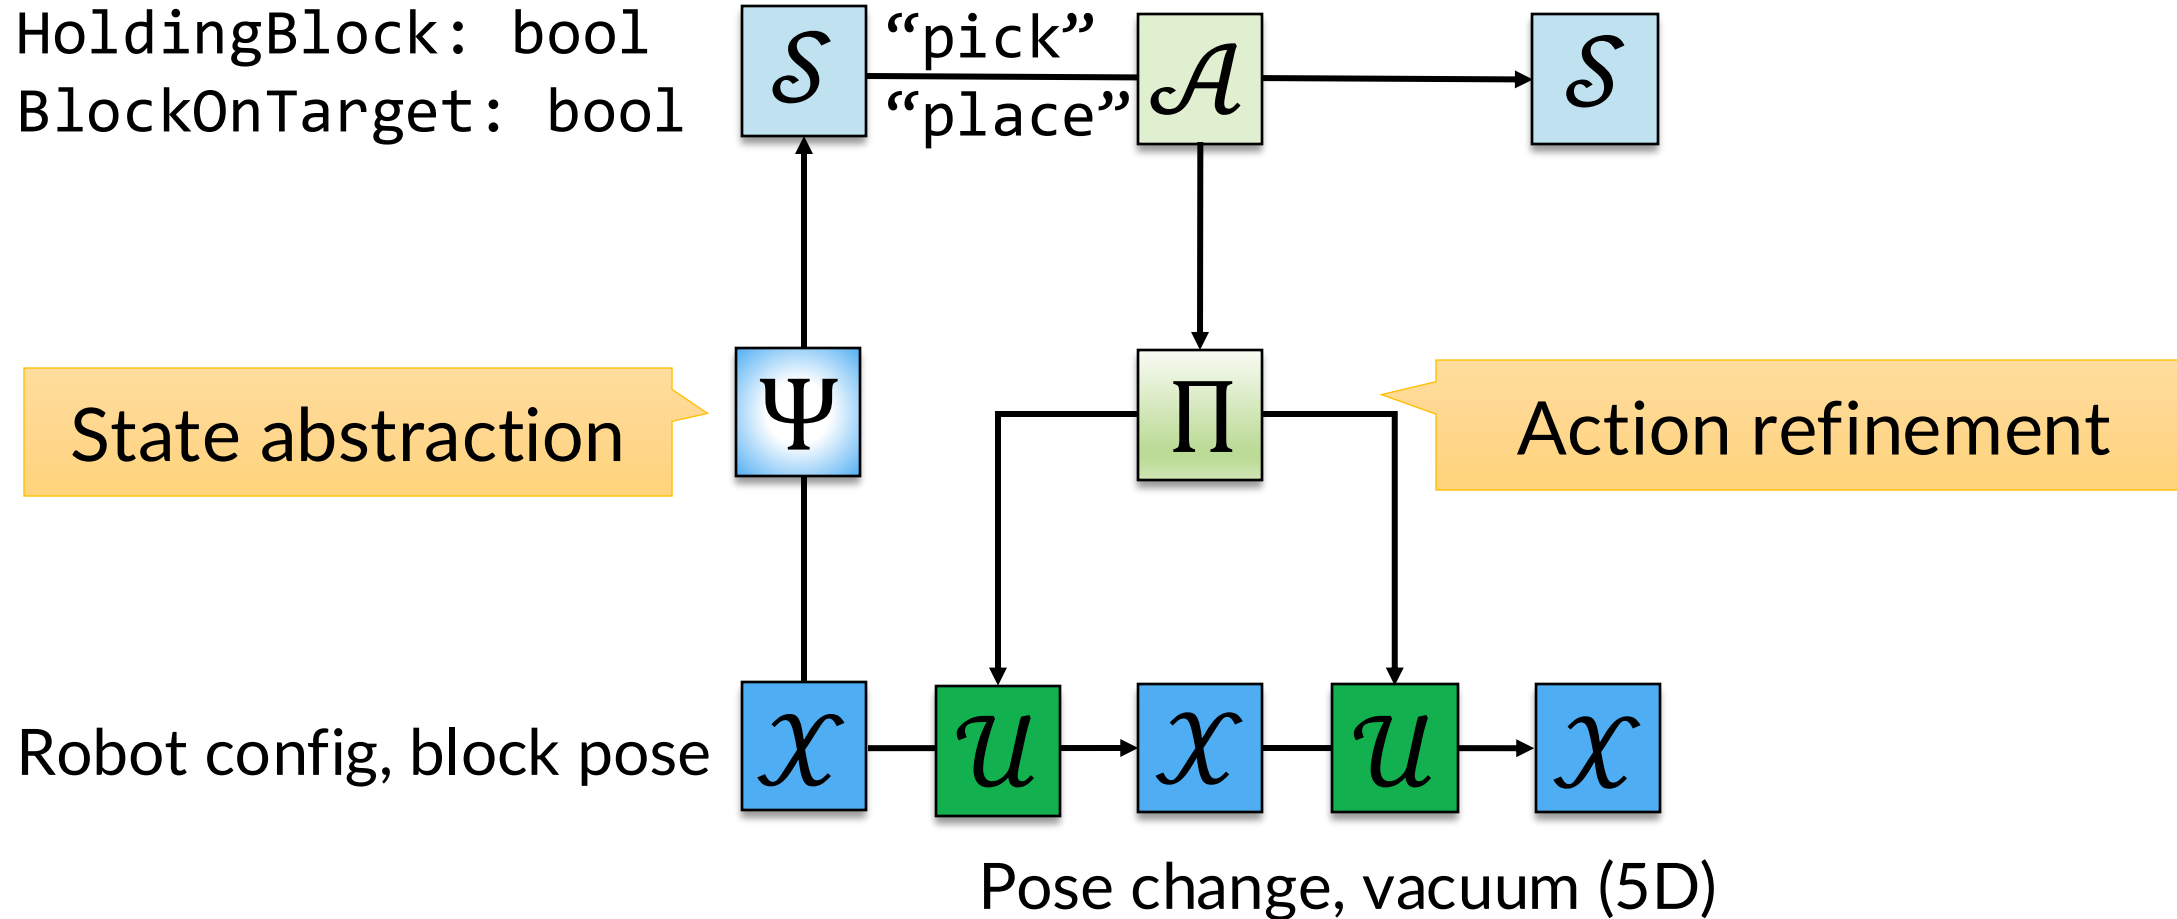 HoldingBlock: bool
BlockOnTarget: bool
𝒮
“pick”
“place”
𝒜
𝒮
State abstraction
Ψ
Π
Action refinement
Robot config, block pose
𝒳
𝒰
𝒳
𝒰
𝒳
Pose change, vacuum (5D)